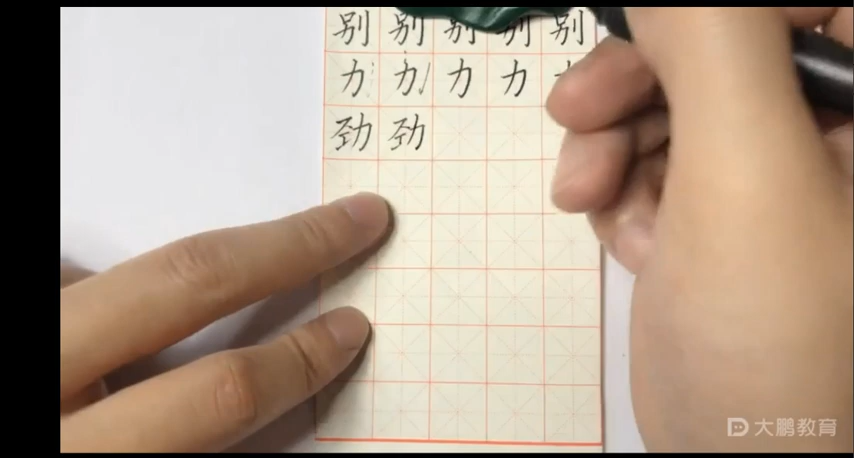 别 别 别 别 别
力 力 力 力
劲 劲
大鹏教育